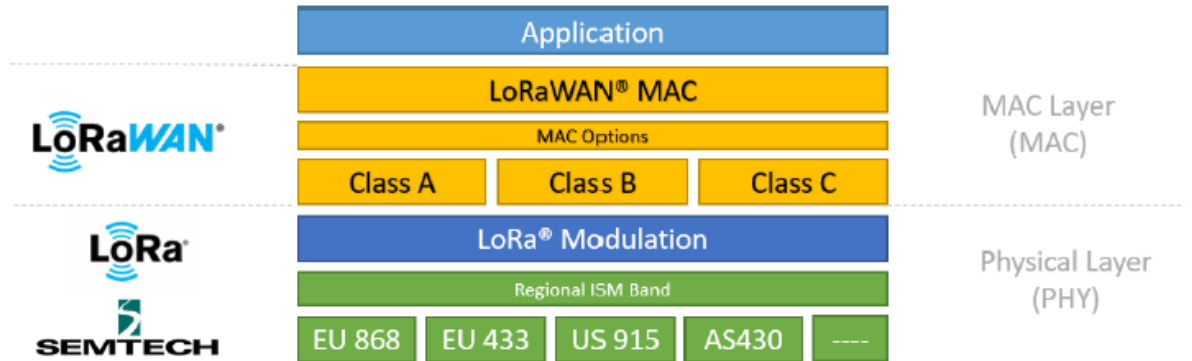 Application
LoRaWAN® MAC
MAC Options
Class A Class B Class C
LoRaWAN®
MAC Layer
(MAC)
LoRa® Modulation
Regional ISM Band
EU 868 EU 433 US 915 AS430 ----
LoRa®
SEMTECH
Physical Layer
(PHY)